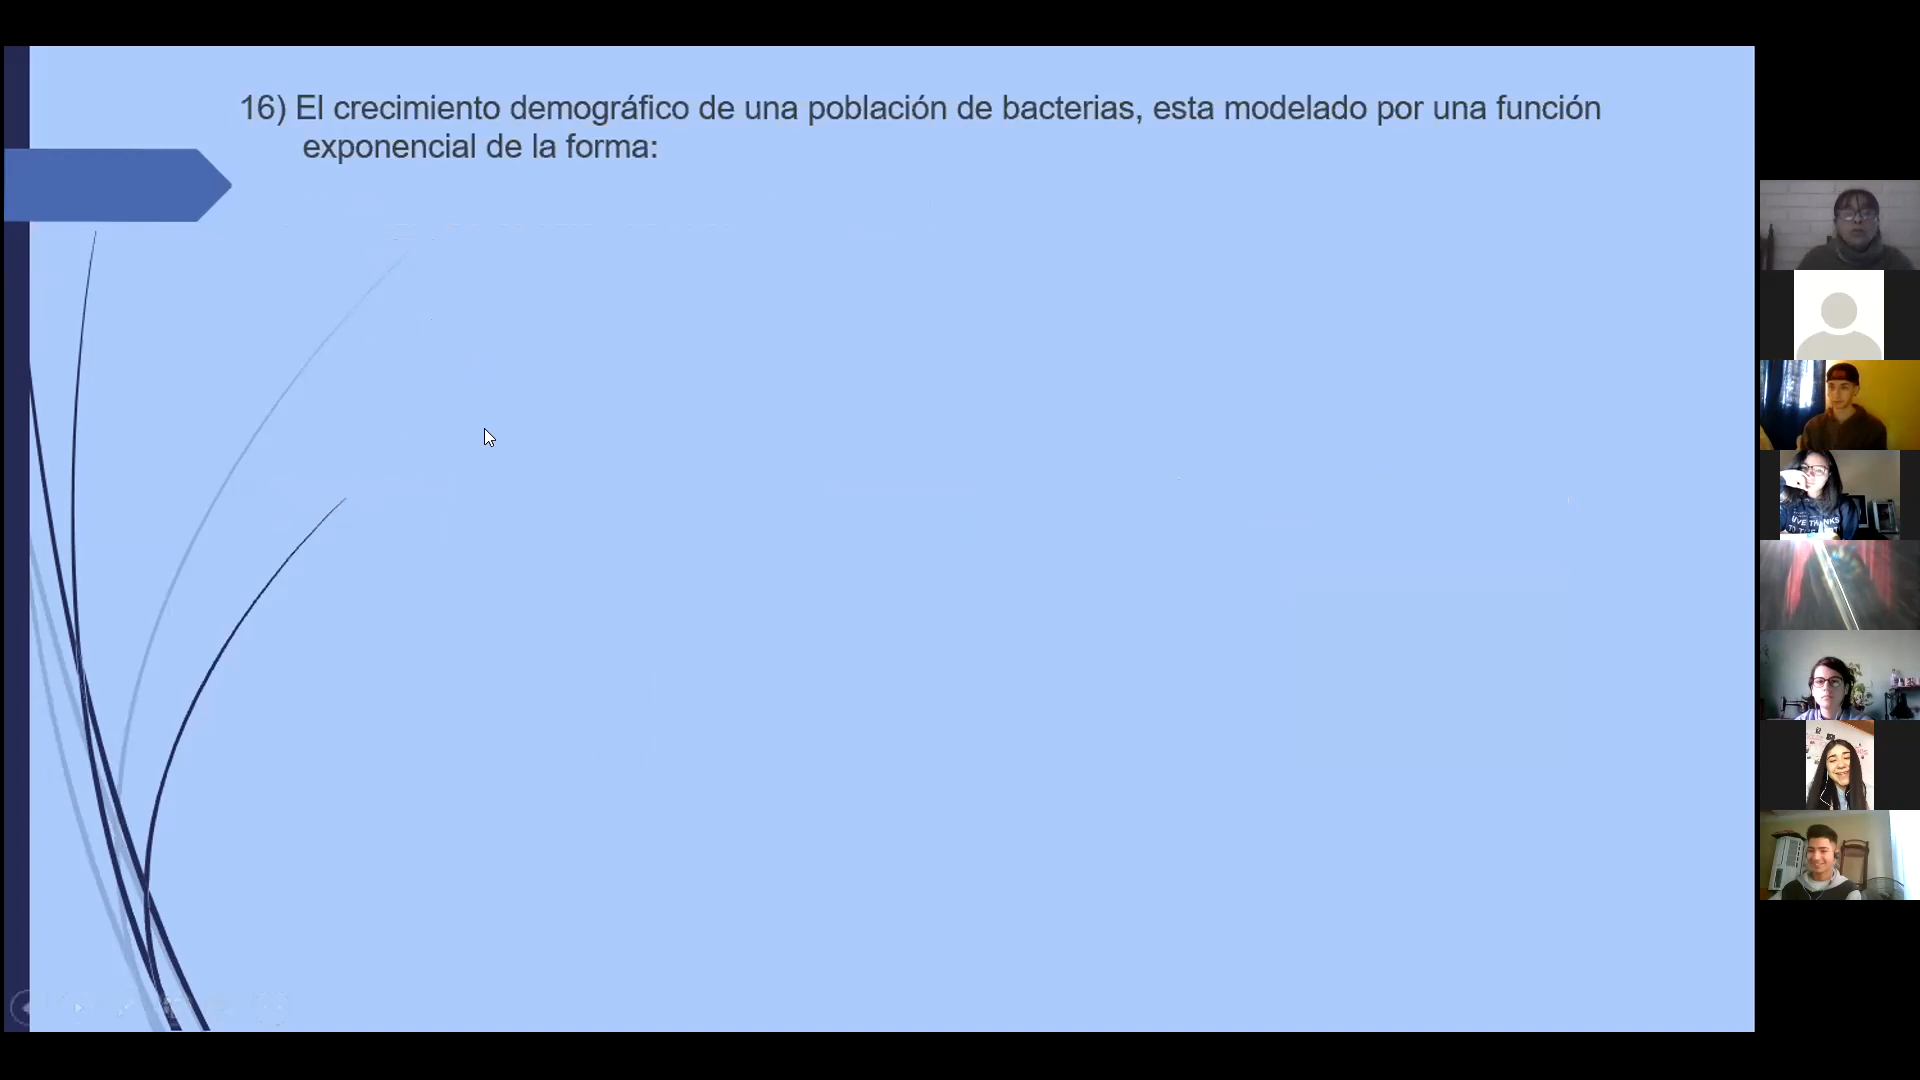 16) El crecimiento demográfico de una población de bacterias, esta modelado por una función
exponencial de la forma: